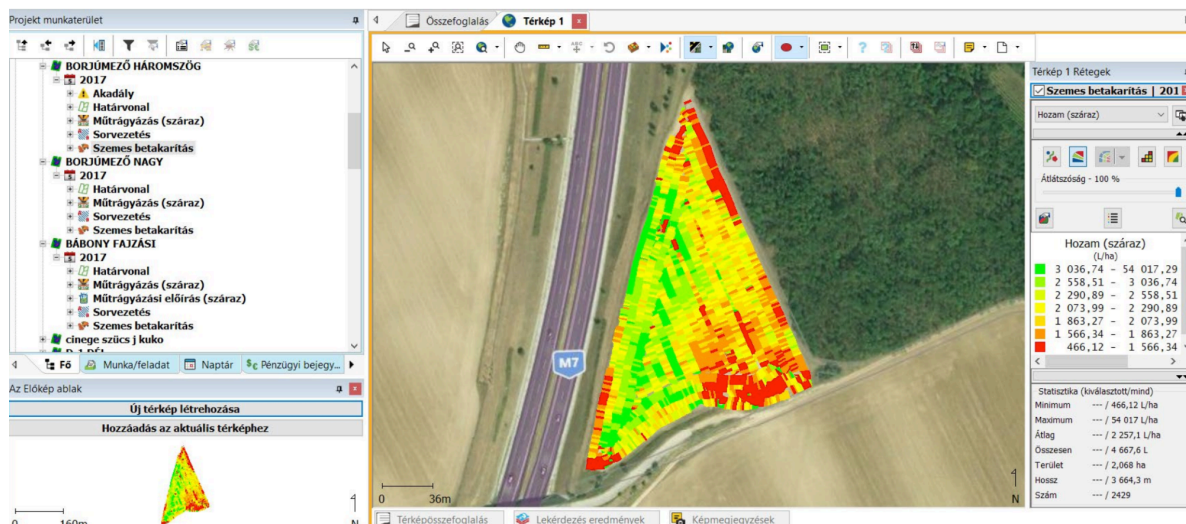 Projekt munkaterület
BORJÚMEZŐ HÁROMSZÖG
2017
Akadály
Határvonal
Műtrágyázás (száraz)
Sorvezetés
Szemes betakarítás
BORJÚMEZŐ NAGY
2017
Határvonal
Műtrágyázás (száraz)
Sorvezetés
Szemes betakarítás
BÁBONY FAJZÁSI
2017
Határvonal
Műtrágyázás (száraz)
Műtrágyázási előírás (száraz)
Sorvezetés
Szemes betakarítás
cinege szücs j kuko
Fő Munka/feladat Naptár Pénzügyi bejegy...
Az Előkép ablak
Új térkép létrehozása
Hozzáadás az aktuális térképhez
0 160m N
Összefoglalás Térkép 1
ABC
M7
0 36m N
Térképösszefoglalás Lekérdezés eredmények Képmegjegyzések
Térkép 1 Rétegek
Szemes betakarítás | 201
Hozam (száraz)
Átlátszóság - 100 %
Hozam (száraz)
(L/ha)
3 036,74 - 54 017,29
2 558,51 - 3 036,74
2 290,89 - 2 558,51
2 073,99 - 2 290,89
1 863,27 - 2 073,99
1 566,34 - 1 863,27
466,12 - 1 566,34
Statisztika (kiválasztott/mind)
Minimum --- / 466,12 L/ha
Maximum --- / 54 017 L/ha
Átlag --- / 2 257,1 L/ha
Összesen --- / 4 667,6 L
Terület --- / 2,068 ha
Hossz --- / 3 664,3 m
Szám --- / 2429